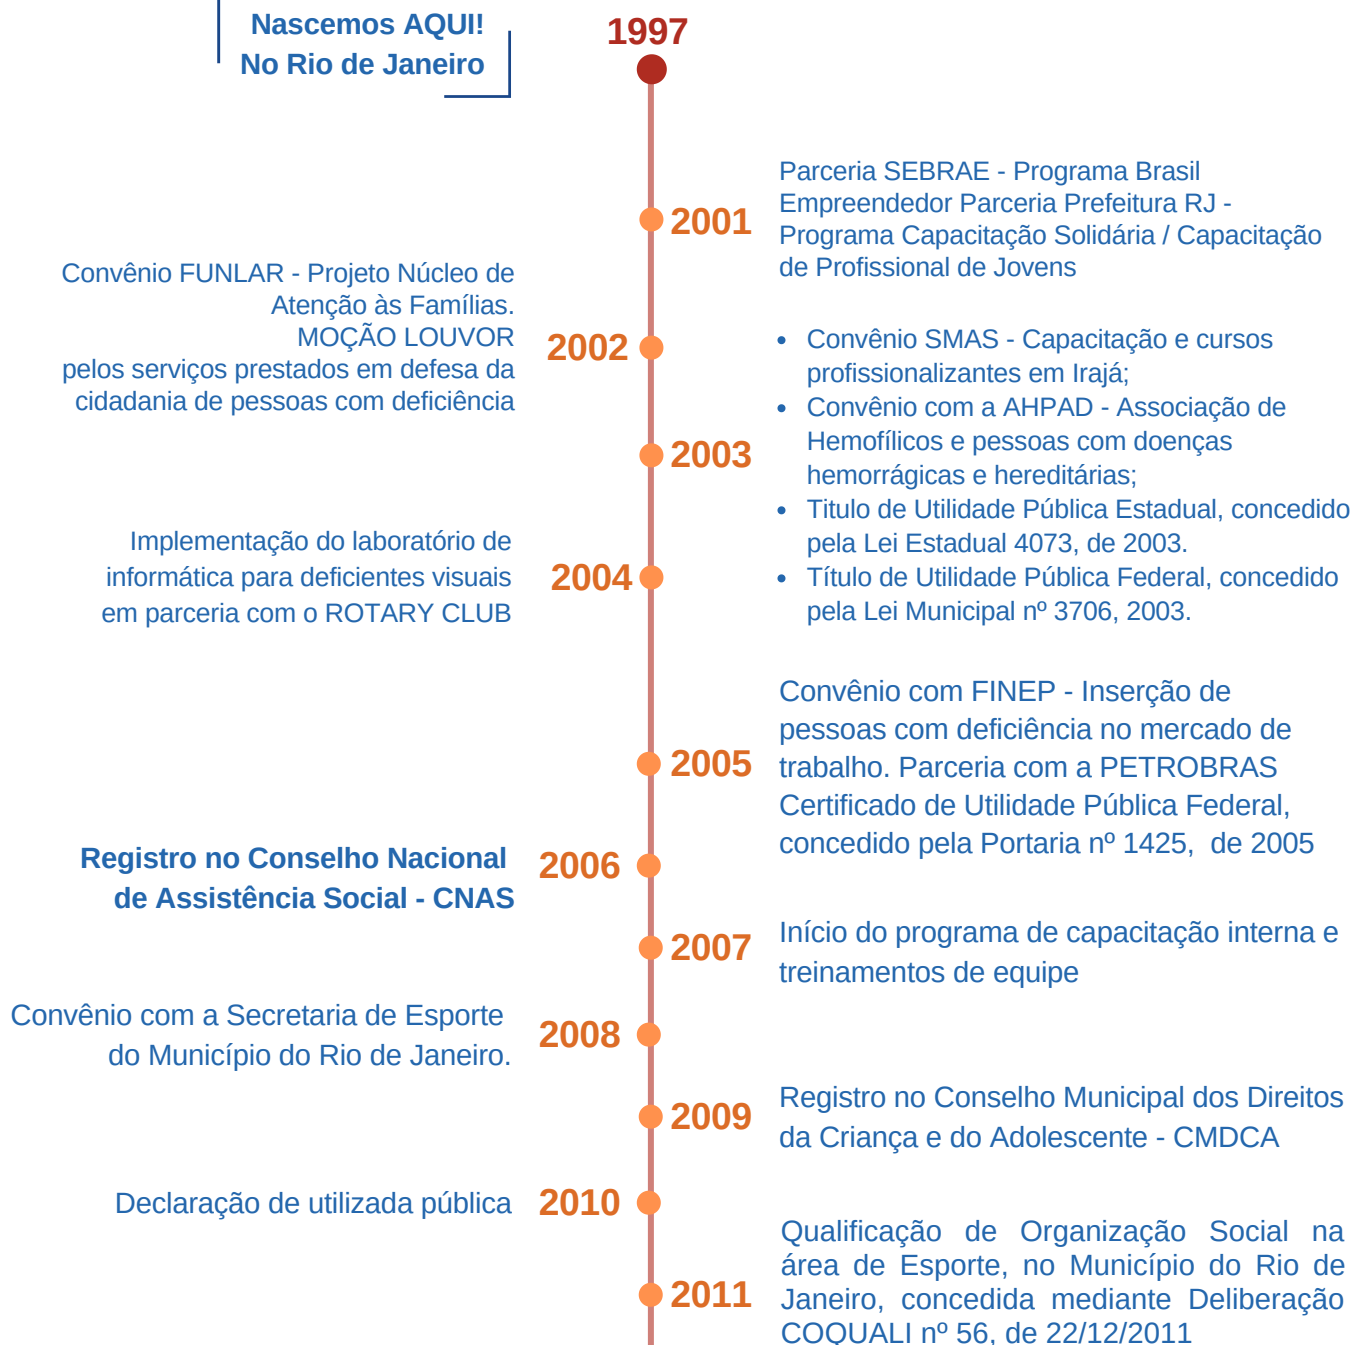 Nascemos AQUI!
No Rio de Janeiro
1997
2001
Parceria SEBRAE - Programa Brasil
Empreendedor Parceria Prefeitura RJ -
Programa Capacitação Solidária / Capacitação
de Profissional de Jovens
Convênio FUNLAR - Projeto Núcleo de
Atenção às Famílias.
MOÇÃO LOUVOR
pelos serviços prestados em defesa da
cidadania de pessoas com deficiência
2002
2003
• Convênio SMAS - Capacitação e cursos
profissionalizantes em Irajá;
• Convênio com a AHPAD - Associação de
Hemofílicos e pessoas com doenças
hemorrágicas e hereditárias;
• Titulo de Utilidade Pública Estadual, concedido
pela Lei Estadual 4073, de 2003.
• Título de Utilidade Pública Federal, concedido
pela Lei Municipal nº 3706, 2003.
Implementação do laboratório de
informática para deficientes visuais
em parceria com o ROTARY CLUB
2004
2005
Convênio com FINEP - Inserção de
pessoas com deficiência no mercado de
trabalho. Parceria com a PETROBRAS
Certificado de Utilidade Pública Federal,
concedido pela Portaria nº 1425, de 2005
Registro no Conselho Nacional
de Assistência Social - CNAS
2006
2007
Início do programa de capacitação interna e
treinamentos de equipe
Convênio com a Secretaria de Esporte
do Município do Rio de Janeiro.
2008
2009
Registro no Conselho Municipal dos Direitos
da Criança e do Adolescente - CMDCA
Declaração de utilizada pública
2010
2011
Qualificação de Organização Social na
área de Esporte, no Município do Rio de
Janeiro, concedida mediante Deliberação
COQUALI nº 56, de 22/12/2011